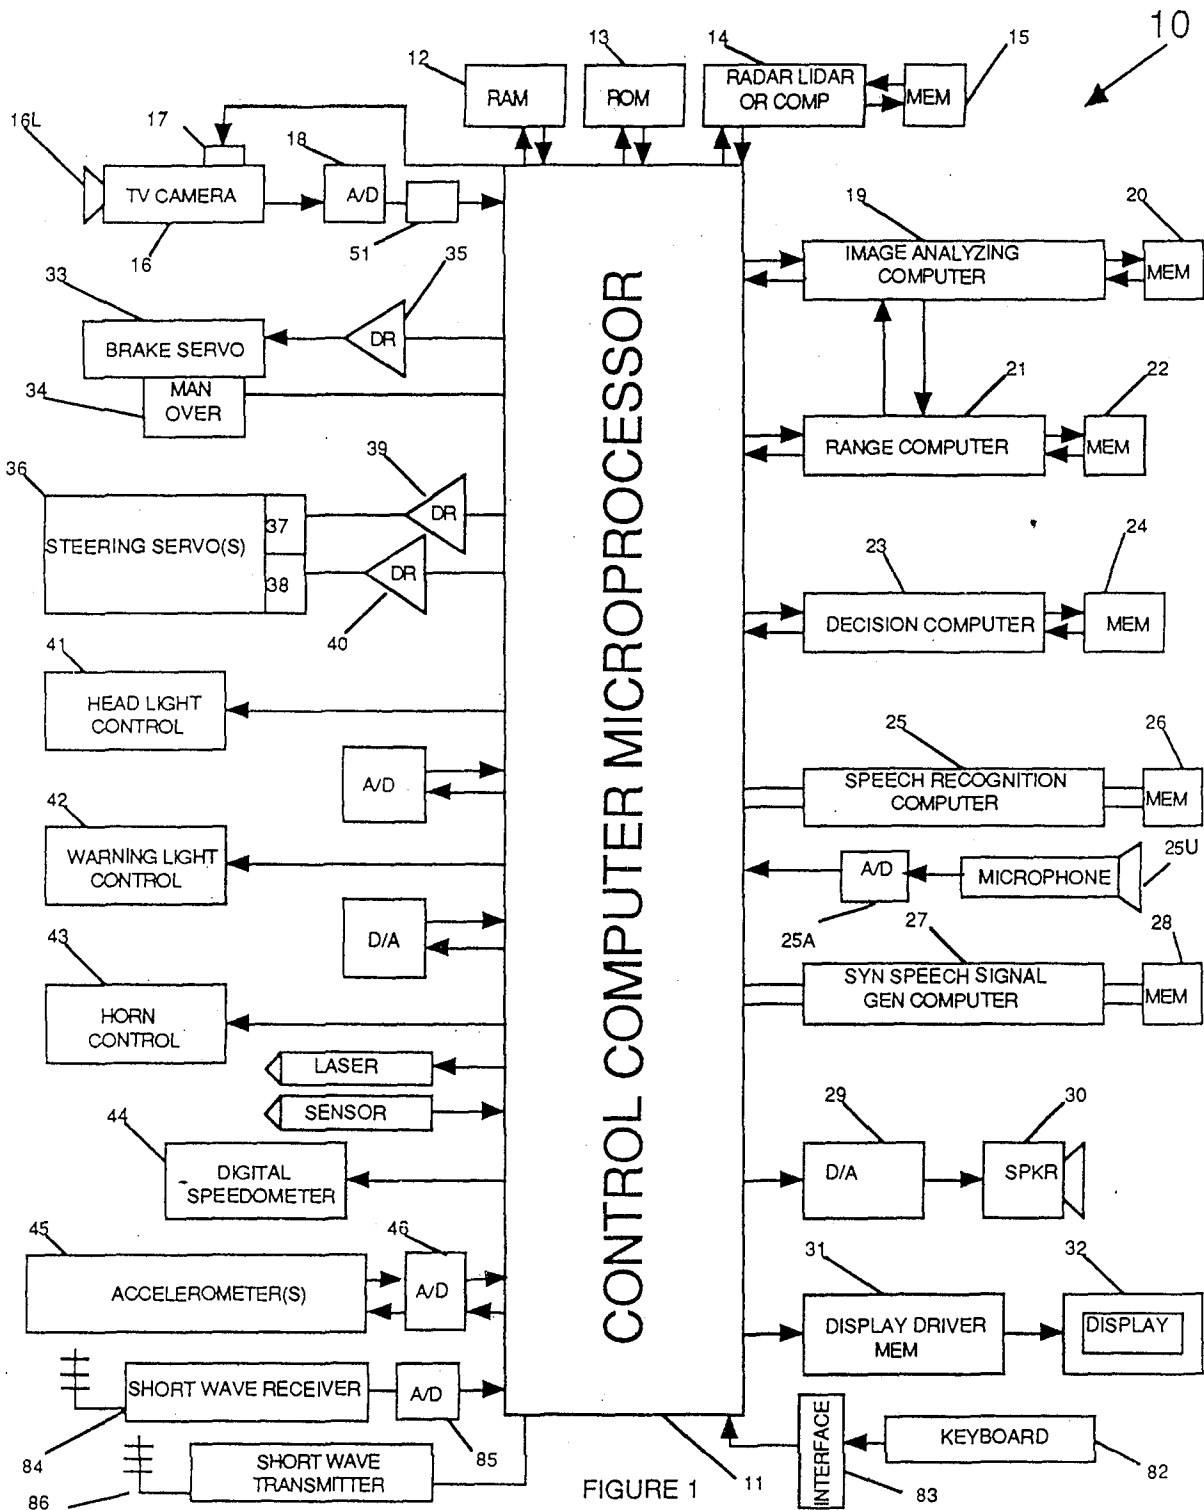 10
12
13
14
15
RAM
ROM
RADAR LIDAR
OR COMP
MEM
16L
17
18
TV CAMERA
A/D
16
51
19
20
IMAGE ANALYZING
COMPUTER
MEM
33
35
BRAKE SERVO
DR
34
MAN
OVER
21
22
RANGE COMPUTER
MEM
36
39
37
DR
STEERING SERVO(S)
38
DR
40
23
24
DECISION COMPUTER
MEM
CONTROL COMPUTER MICROPROCESSOR
41
HEAD LIGHT
CONTROL
A/D
25
26
SPEECH RECOGNITION
COMPUTER
MEM
42
WARNING LIGHT
CONTROL
25U
A/D
MICROPHONE
25A
D/A
43
27
28
HORN
CONTROL
SYN SPEECH SIGNAL
GEN COMPUTER
MEM
LASER
SENSOR
44
DIGITAL
SPEEDOMETER
29
30
D/A
SPKR
45
46
ACCELEROMETER(S)
A/D
31
32
DISPLAY DRIVER
MEM
DISPLAY
SHORT WAVE RECEIVER
A/D
84
85
SHORT WAVE
TRANSMITTER
86
FIGURE 1
11
INTERFACE
KEYBOARD
83
82